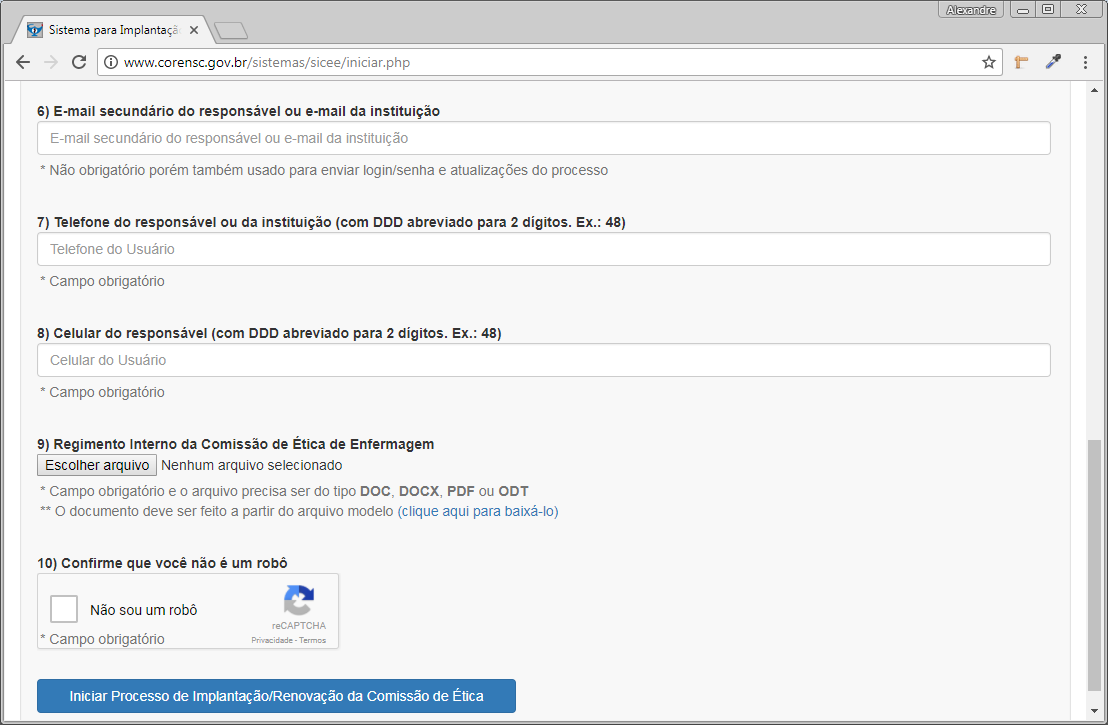 Alexandre
Sistema para Implantaçã
www.corensc.gov.br/sistemas/sicee/iniciar.php
6) E-mail secundário do responsável ou e-mail da instituição
E-mail secundário do responsável ou e-mail da instituição
* Não obrigatório porém também usado para enviar login/senha e atualizações do processo
7) Telefone do responsável ou da instituição (com DDD abreviado para 2 dígitos. Ex.: 48)
Telefone do Usuário
* Campo obrigatório
8) Celular do responsável (com DDD abreviado para 2 dígitos. Ex.: 48)
Celular do Usuário
* Campo obrigatório
9) Regimento Interno da Comissão de Ética de Enfermagem
Escolher arquivo Nenhum arquivo selecionado
* Campo obrigatório e o arquivo precisa ser do tipo DOC, DOCX, PDF ou ODT
** O documento deve ser feito a partir do arquivo modelo (clique aqui para baixá-lo)
10) Confirme que você não é um robô
Não sou um robô
reCAPTCHA
Privacidade - Termos
* Campo obrigatório
Iniciar Processo de Implantação/Renovação da Comissão de Ética